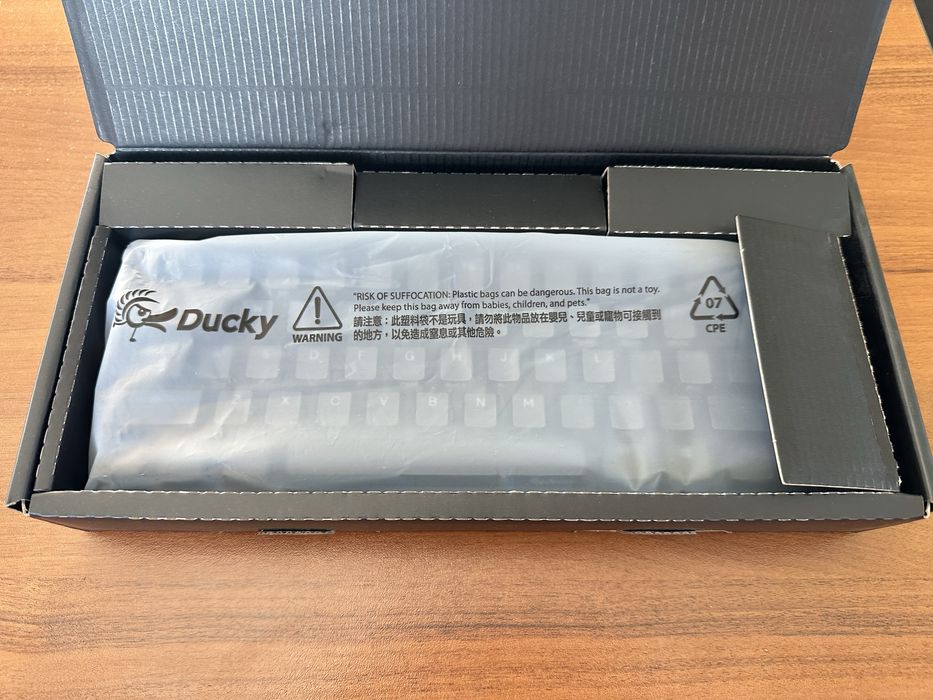 Ducky
WARNING
"RISK OF SUFFOCATION: Plastic bags can be dangerous. This bag is not a toy.
Please keep this bag away from babies, children, and pets."
請注意：此塑料袋不是玩具，請勿將此物品放在嬰兒、兒童或寵物可接觸到
的地方，以免造成窒息或其他危險。
07
CPE
D F G H J K L
Z X C V B N M